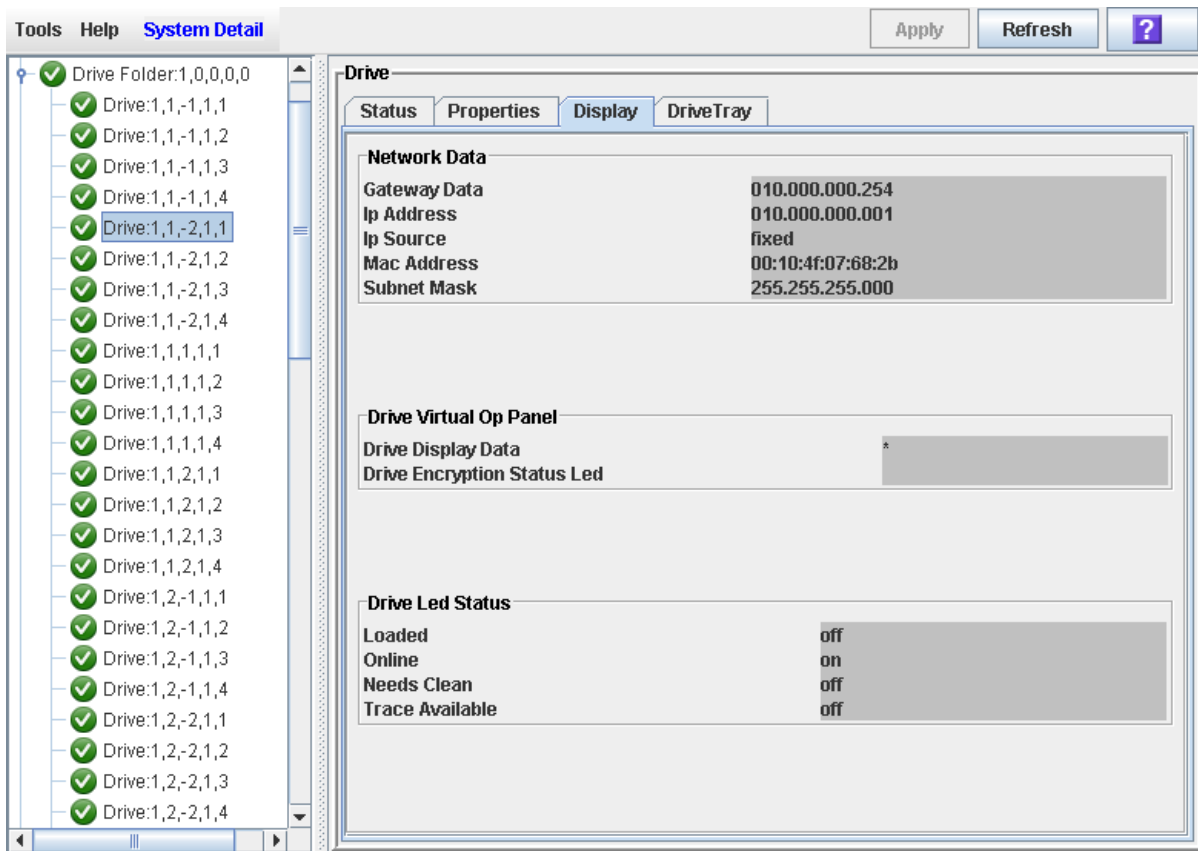 Tools Help System Detail
Apply Refresh ?
Drive Folder:1,0,0,0,0
Drive:1,1,-1,1,1
Drive:1,1,-1,1,2
Drive:1,1,-1,1,3
Drive:1,1,-1,1,4
Drive:1,1,-2,1,1
Drive:1,1,-2,1,2
Drive:1,1,-2,1,3
Drive:1,1,-2,1,4
Drive:1,1,1,1,1
Drive:1,1,1,1,2
Drive:1,1,1,1,3
Drive:1,1,1,1,4
Drive:1,1,2,1,1
Drive:1,1,2,1,2
Drive:1,1,2,1,3
Drive:1,1,2,1,4
Drive:1,2,-1,1,1
Drive:1,2,-1,1,2
Drive:1,2,-1,1,3
Drive:1,2,-1,1,4
Drive:1,2,-2,1,1
Drive:1,2,-2,1,2
Drive:1,2,-2,1,3
Drive:1,2,-2,1,4
Drive
Status Properties Display DriveTray
Network Data
Gateway Data 010.000.000.254
Ip Address 010.000.000.001
Ip Source fixed
Mac Address 00:10:4f:07:68:2b
Subnet Mask 255.255.255.000
Drive Virtual Op Panel
Drive Display Data *
Drive Encryption Status Led
Drive Led Status
Loaded off
Online on
Needs Clean off
Trace Available off